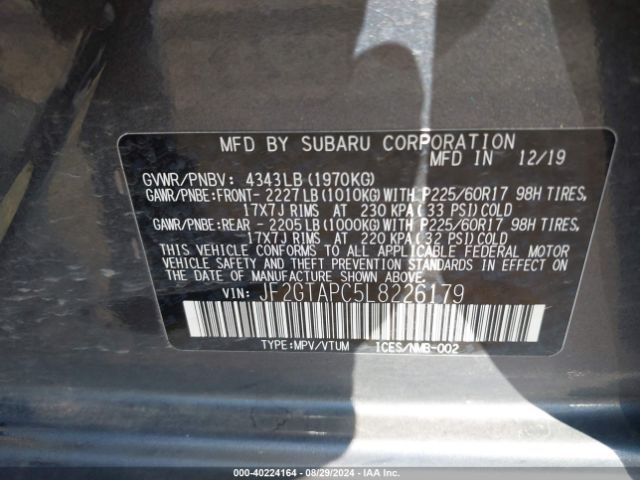 MFD BY SUBARU CORPORATION
MFD IN 12/19
GVWR/PNBV: 4343LB (1970KG)
GAWR/PNBE:FRONT- 2227LB (1010KG) WITH P225/60R17 98H TIRES,
17X7J RIMS AT 230 KPA (33 PSI) COLD
GAWR/PNBE:REAR - 2205LB (1000KG) WITH P225/60R17 98H TIRES,
17X7J RIMS AT 220 KPA (32 PSI) COLD
THIS VEHICLE CONFORMS TO ALL APPLICABLE FEDERAL MOTOR
VEHICLE SAFETY AND THEFT PREVENTION STANDARDS
IN EFFECT ON THE DATE OF MANUFACTURE
SHOWN ABOVE.
VIN: JF2GTAPC5L8226179
TYPE:MPV/VTUM ICES/NMB-002
000-40224164 - 08/29/2024 - IAA Inc.